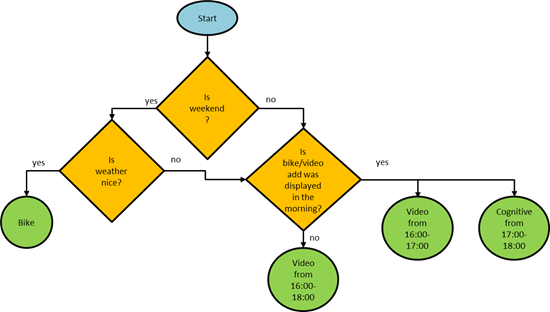 Start
Is
weekend
?
yes
no
Is
weather
nice?
yes
no
Is
bike/video
add was
displayed
in the
morning?
yes
no
Bike
Video
from
16:00-
18:00
Video
from
16:00-
17:00
Cognitive
from
17:00-
18:00